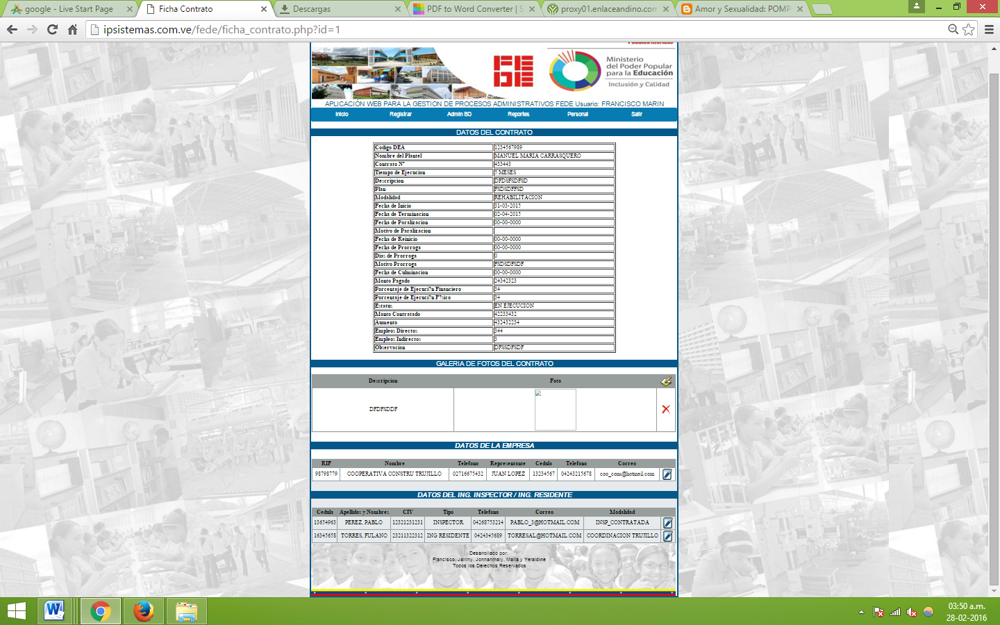 google - Live Start Page
Ficha Contrato
Descargas
PDF to Word Converter | S
proxy01.enlaceandino.com
Amor y Sexualidad: POMP
ipsistemas.com.ve/fede/ficha_contrato.php?id=1
FEDE
Ministerio
del Poder Popular
para la Educación
Inclusión y Calidad
APLICACIÓN WEB PARA LA GESTION DE PROCESOS ADMINISTRATIVOS FEDE Usuario: FRANCISCO MARIN
Inicio Registrar Admin BD Reportes Personal Salir
DATOS DEL CONTRATO
Codigo DEA 1234567989
Nombre del Plantel MANUEL MARIA CARRASQUERO
Contrato Nº 433443
Tiempo de Ejecucion 5 MESES
Descripcion DFDSFSDFSD
Plan FSDSDFFSD
Modalidad REHABILITACION
Fecha de Inicio 31-03-2015
Fecha de Terminacion 02-04-2015
Fecha de Paralizacion 00-00-0000
Motivo de Paralizacion
Fecha de Reinicio 00-00-0000
Fecha de Prorroga 00-00-0000
Dias de Prorroga 0
Motivo Prorroga FSDSDFSDF
Fecha de Culminacion 00-00-0000
Monto Pagado 24342323
Porcentaje de Ejecuci?n Financiero 34
Porcentaje de Ejecuci?n F?sico 34
Estatus EN EJECUCION
Monto Contratado 42233432
Aumento 432432234
Empleos Directos 344
Empleos Indirectos 3
Observacion DFSSDFSDF
GALERIA DE FOTOS DEL CONTRATO
Descripcion Foto
DFDFSDDF
DATOS DE LA EMPRESA
RIF Nombre Telefono Representante Cedula Telefono Correo
98798779 COOPERATIVA CONSTRU TRUJILLO 02716675432 JUAN LOPEZ 13234567 04243215678 coo_cons@hotmail.com
DATOS DEL ING. INSPECTOR / ING. RESIDENTE
Cedula Apellidos y Nombres CIV Tipo Telefono Correo Modalidad
13654963 PEREZ, PABLO 12321231231 INSPECTOR 04268753214 PABLO_3@HOTMAIL.COM INSP_CONTRATADA
16345658 TORRES, FULANO 23211322312 ING RESIDENTE 0424345689 TORRESAL@HOTMAIL.COM COORDINACION TRUJILLO
Desarrollado por:
Francisco, Jailiny, Jonnanmary, Maria y Yeraldine
Todos los Derechos Reservados
03:50 a.m.
28-02-2016